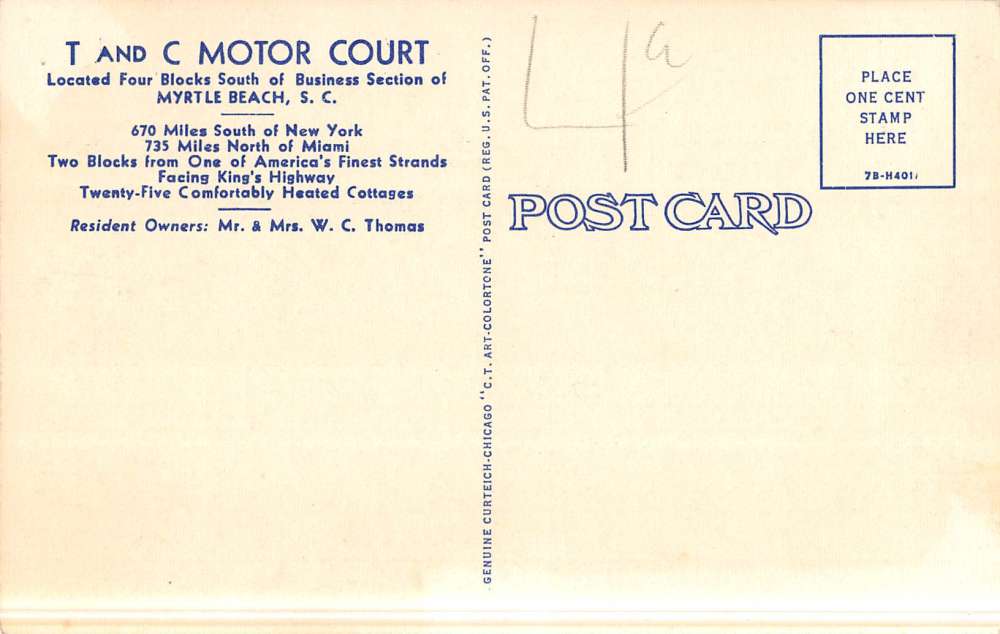 T AND C MOTOR COURT
Located Four Blocks South of Business Section of
MYRTLE BEACH, S. C.
670 Miles South of New York
735 Miles North of Miami
Two Blocks from One of America's Finest Strands
Facing King's Highway
Twenty-Five Comfortably Heated Cottages
Resident Owners: Mr. & Mrs. W. C. Thomas
GENUINE CURTEICH-CHICAGO "C.T. ART-COLORTONE" POST CARD (REG. U.S. PAT. OFF.)
4a
POST CARD
PLACE
ONE CENT
STAMP
HERE